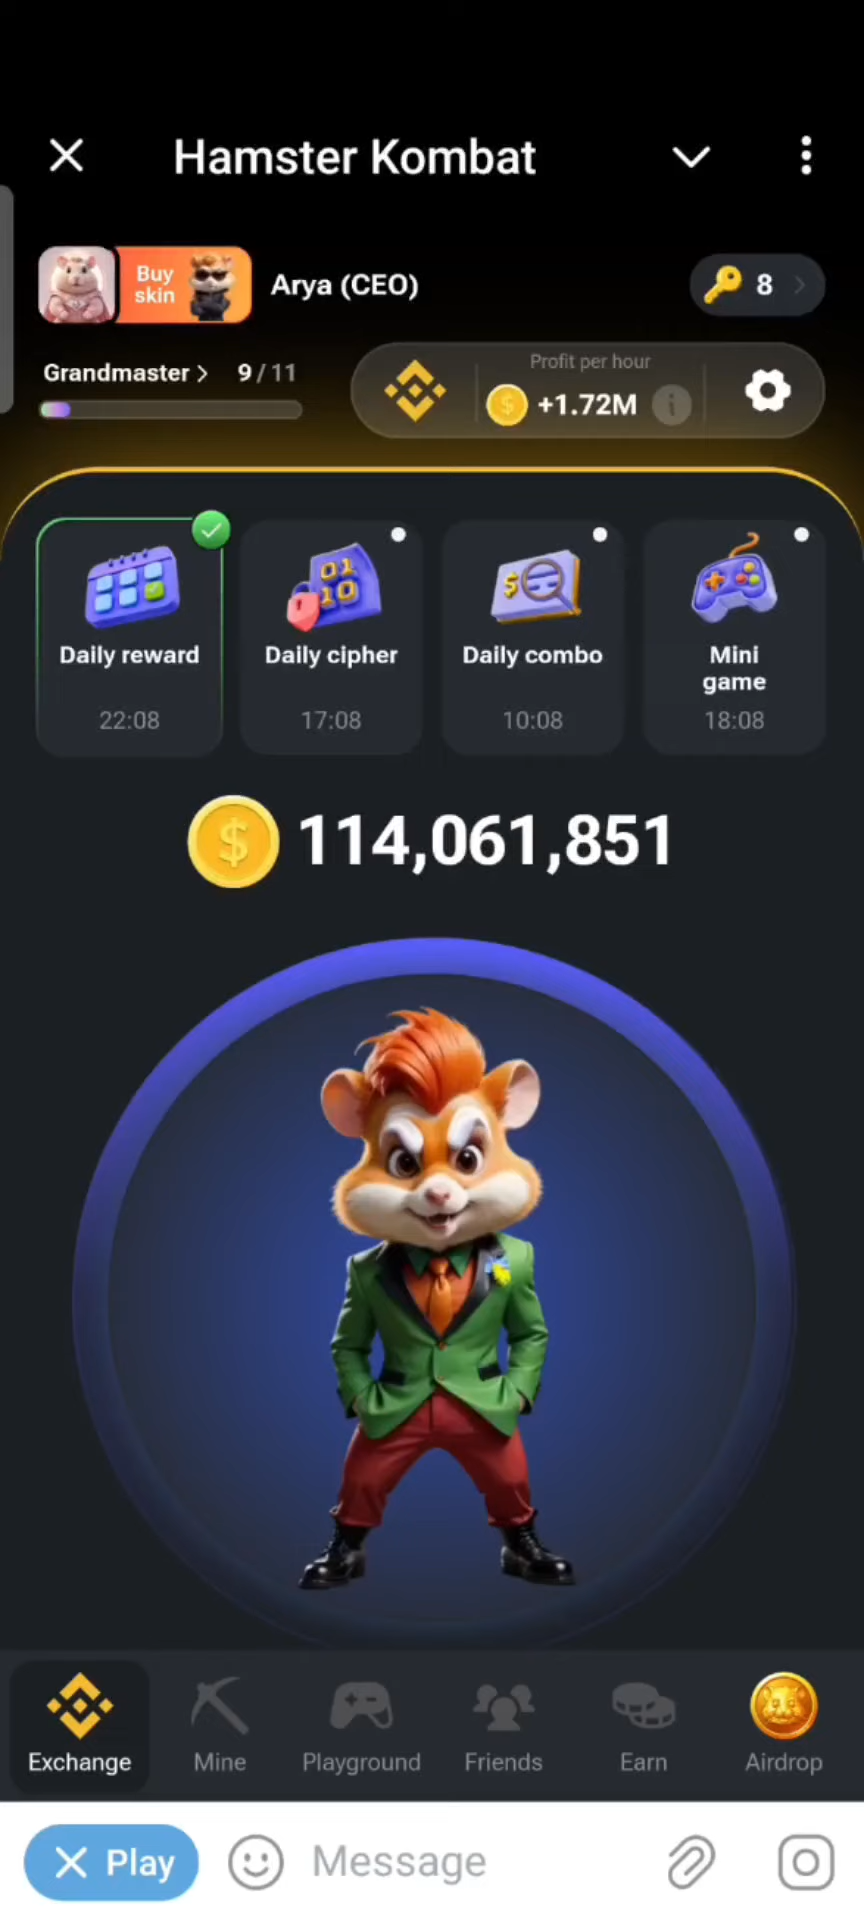 Hamster Kombat
Buy
skin
Arya (CEO)
8
Grandmaster
9/11
Profit per hour
+1.72M
Daily reward
22:08
Daily cipher
17:08
Daily combo
10:08
Mini
game
18:08
114,061,851
Exchange
Mine
Playground
Friends
Earn
Airdrop
Play
Message